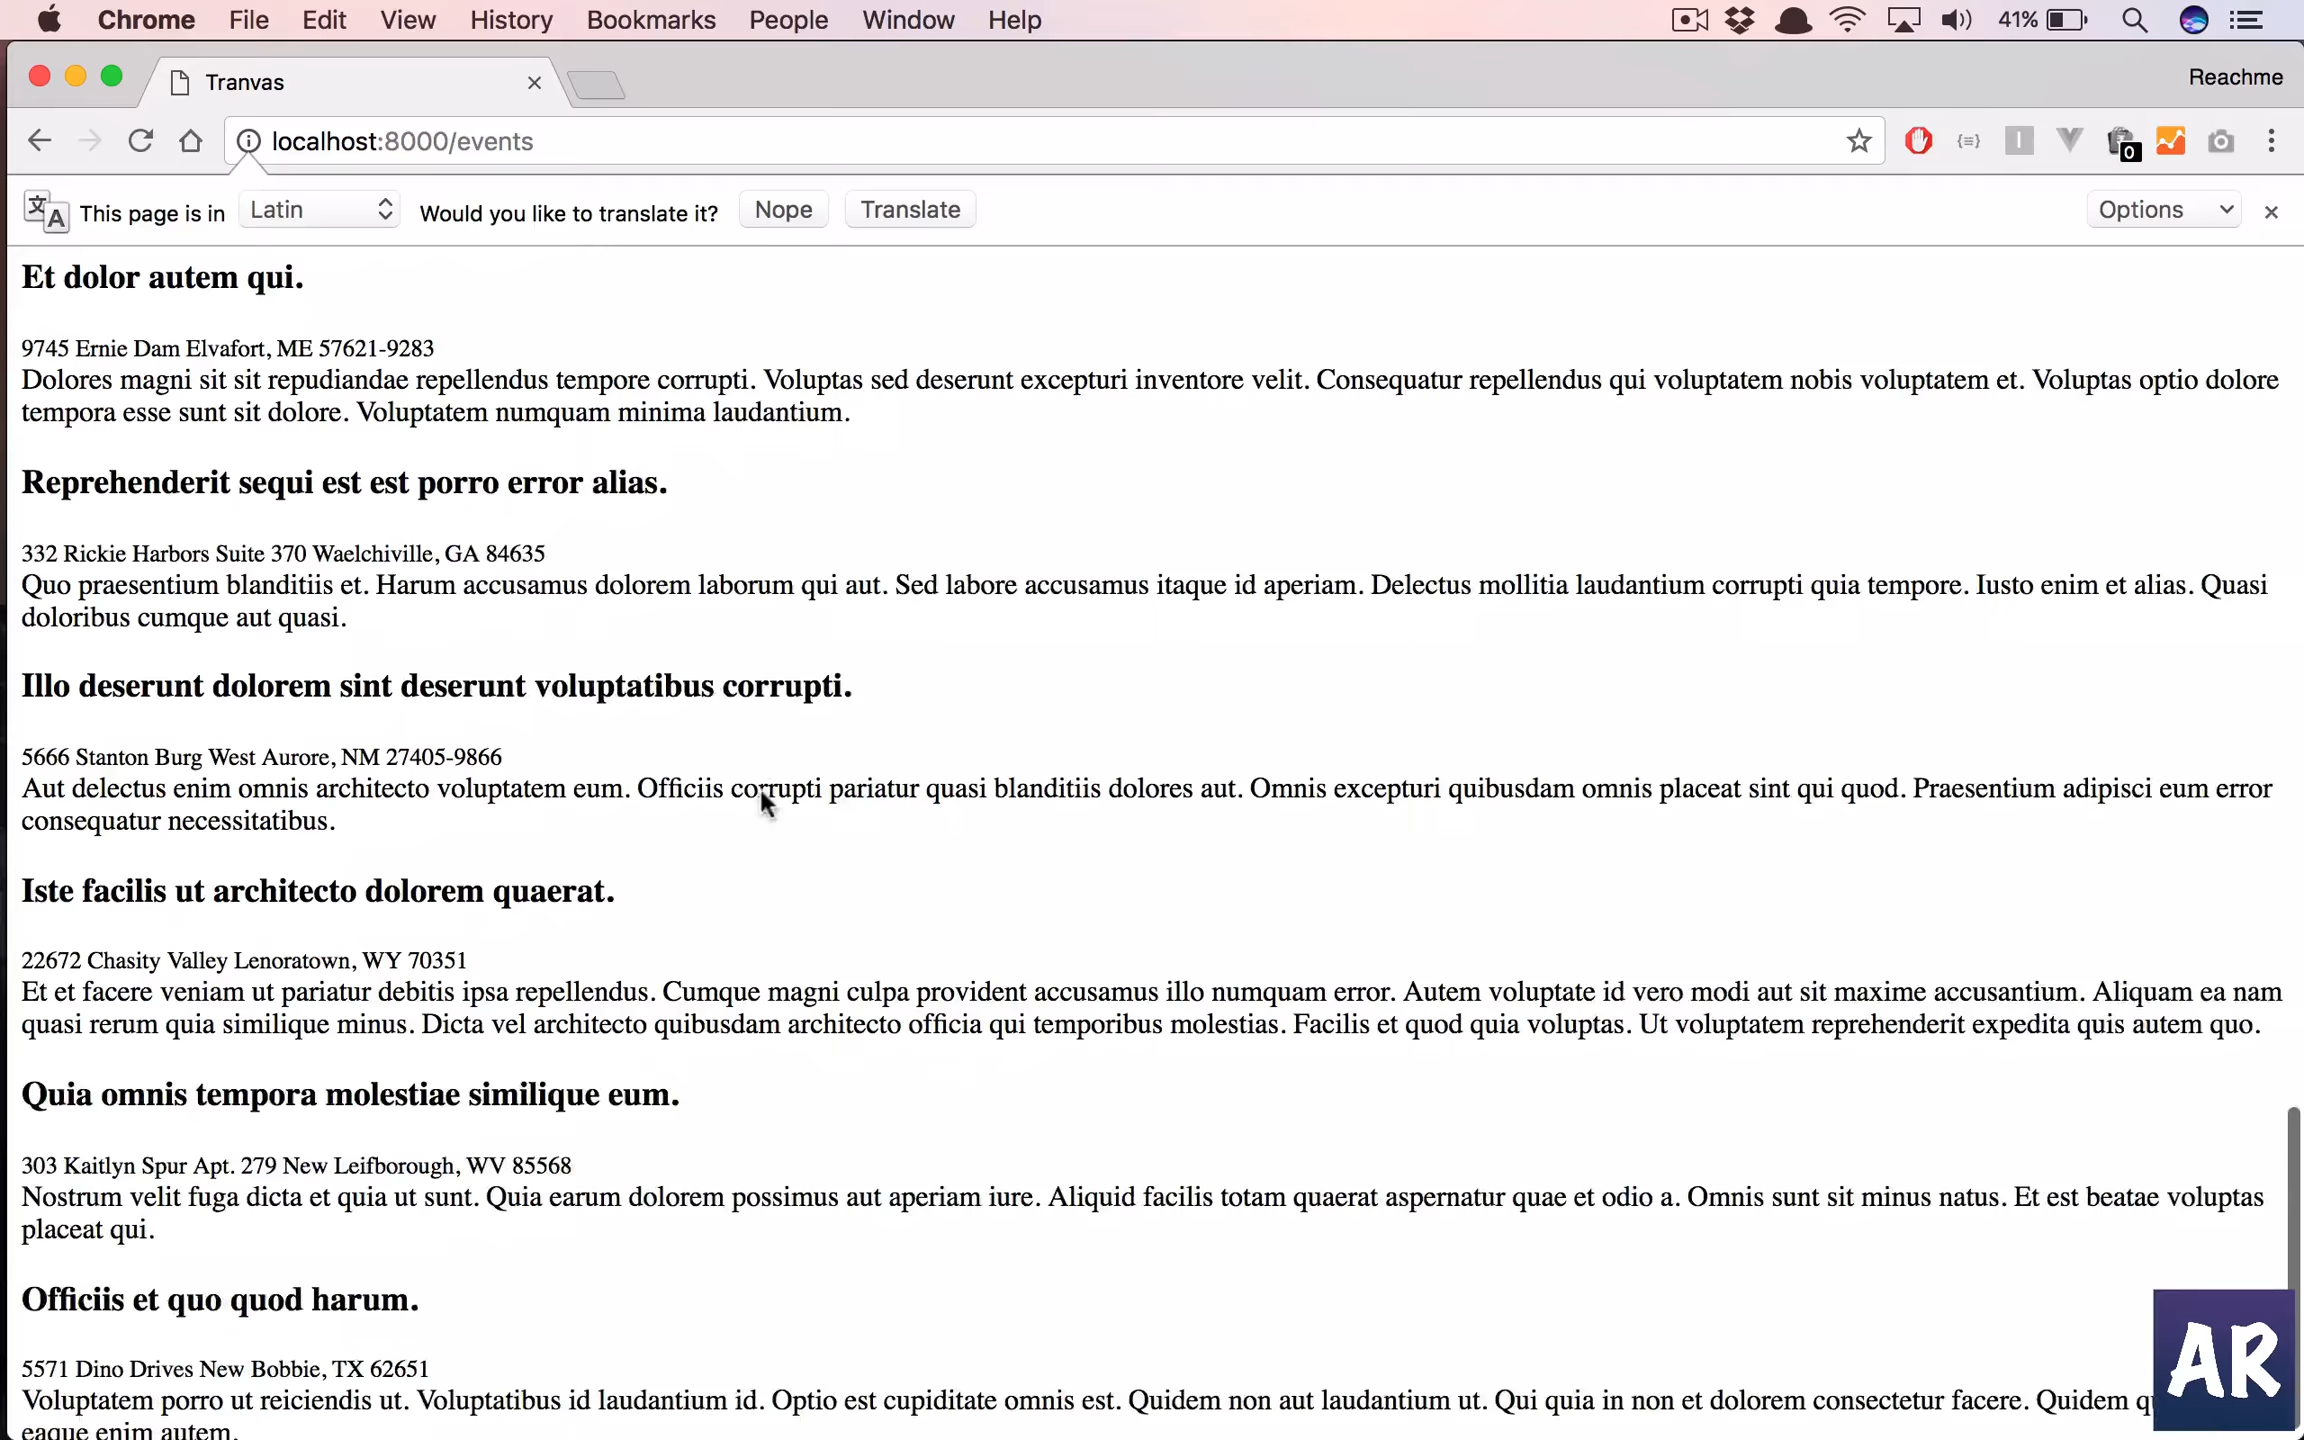 Chrome File Edit View History Bookmarks People Window Help 41%
Tranvas Reachme
localhost:8000/events 0
This page is in Latin Would you like to translate it? Nope Translate Options
Et dolor autem qui.
9745 Ernie Dam Elvafort, ME 57621-9283
Dolores magni sit sit repudiandae repellendus tempore corrupti. Voluptas sed deserunt excepturi inventore velit. Consequatur repellendus qui voluptatem nobis voluptatem et. Voluptas optio dolore
tempora esse sunt sit dolore. Voluptatem numquam minima laudantium.
Reprehenderit sequi est est porro error alias.
332 Rickie Harbors Suite 370 Waelchiville, GA 84635
Quo praesentium blanditiis et. Harum accusamus dolorem laborum qui aut. Sed labore accusamus itaque id aperiam. Delectus mollitia laudantium corrupti quia tempore. Iusto enim et alias. Quasi
doloribus cumque aut quasi.
Illo deserunt dolorem sint deserunt voluptatibus corrupti.
5666 Stanton Burg West Aurore, NM 27405-9866
Aut delectus enim omnis architecto voluptatem eum. Officiis corrupti pariatur quasi blanditiis dolores aut. Omnis excepturi quibusdam omnis placeat sint qui quod. Praesentium adipisci eum error
consequatur necessitatibus.
Iste facilis ut architecto dolorem quaerat.
22672 Chasity Valley Lenoratown, WY 70351
Et et facere veniam ut pariatur debitis ipsa repellendus. Cumque magni culpa provident accusamus illo numquam error. Autem voluptate id vero modi aut sit maxime accusantium. Aliquam ea nam
quasi rerum quia similique minus. Dicta vel architecto quibusdam architecto officia qui temporibus molestias. Facilis et quod quia voluptas. Ut voluptatem reprehenderit expedita quis autem quo.
Quia omnis tempora molestiae similique eum.
303 Kaitlyn Spur Apt. 279 New Leifborough, WV 85568
Nostrum velit fuga dicta et quia ut sunt. Quia earum dolorem possimus aut aperiam iure. Aliquid facilis totam quaerat aspernatur quae et odio a. Omnis sunt sit minus natus. Et est beatae voluptas
placeat qui.
Officiis et quo quod harum.
5571 Dino Drives New Bobbie, TX 62651
Voluptatem porro ut reiciendis ut. Voluptatibus id laudantium id. Optio est cupiditate omnis est. Quidem non aut laudantium ut. Qui quia in non et dolorem consectetur facere. Quidem
eaque enim autem.
AR